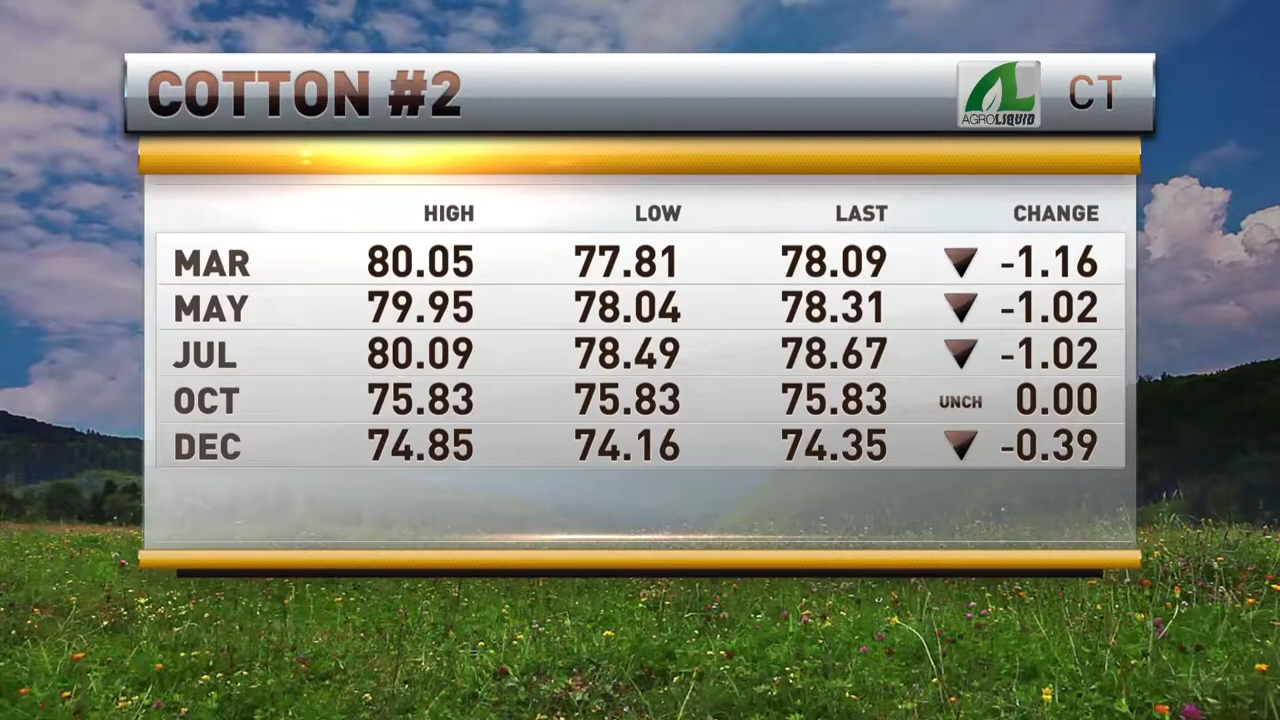 COTTON #2 AGROLIQUID CT
HIGH LOW LAST CHANGE
MAR 80.05 77.81 78.09 -1.16
MAY 79.95 78.04 78.31 -1.02
JUL 80.09 78.49 78.67 -1.02
OCT 75.83 75.83 75.83 UNCH 0.00
DEC 74.85 74.16 74.35 -0.39